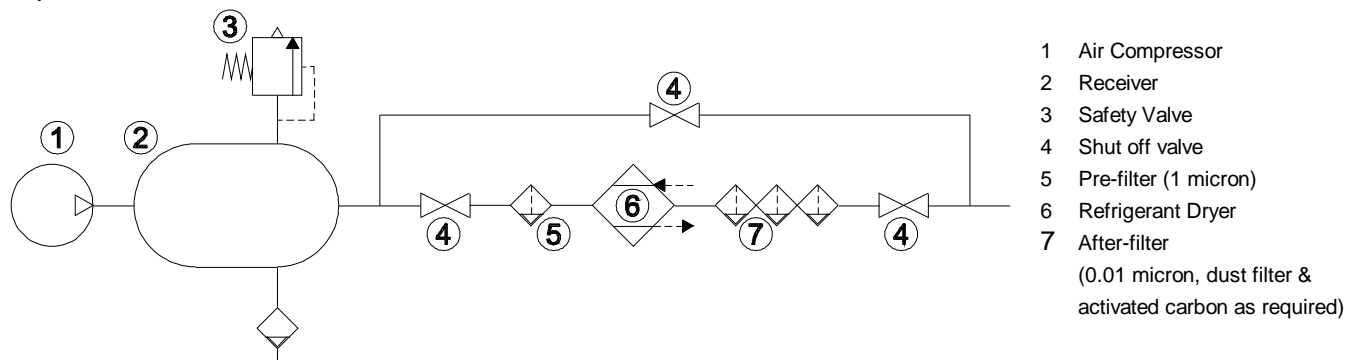 3
4
1
2
4
5
6
7
4
1 Air Compressor
2 Receiver
3 Safety Valve
4 Shut off valve
5 Pre-filter (1 micron)
6 Refrigerant Dryer
7 After-filter
(0.01 micron, dust filter &
activated carbon as required)